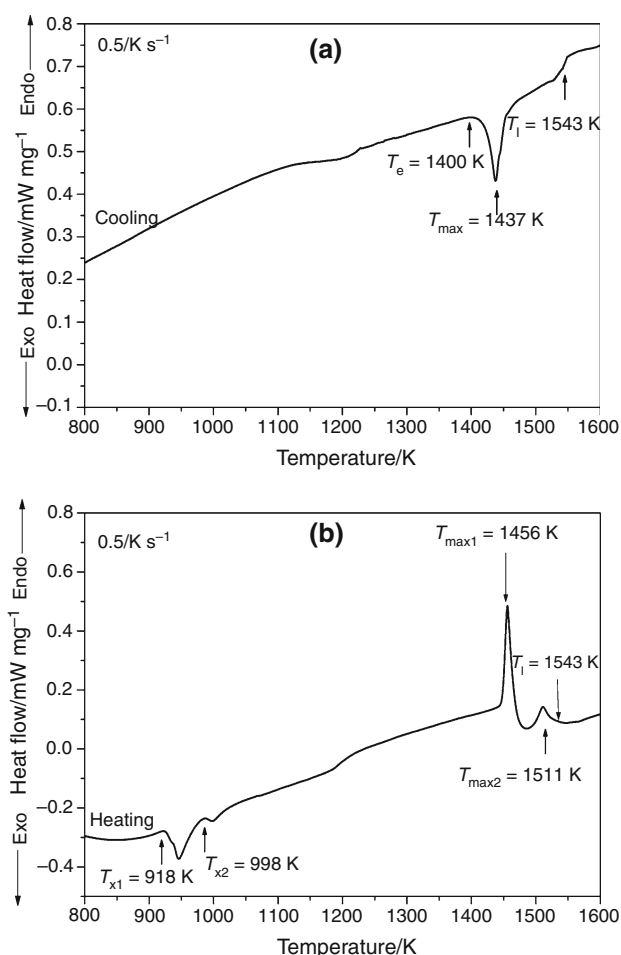 (a)
0.5/K s⁻¹
0.8
0.7
0.6
0.5
0.4
0.3
0.2
0.1
0.0
−0.1
Exo Heat flow/mW mg⁻¹ Endo
Tl = 1543 K
Te = 1400 K
Tmax = 1437 K
Cooling
800 900 1000 1100 1200 1300 1400 1500 1600
Temperature/K
(b)
0.5/K s⁻¹
0.8
0.6
0.4
0.2
0.0
−0.2
−0.4
Exo Heat flow/mW mg⁻¹ Endo
Tmax1 = 1456 K
Tl = 1543 K
Tmax2 = 1511 K
Heating
Tx1 = 918 K
Tx2 = 998 K
800 900 1000 1100 1200 1300 1400 1500 1600
Temperature/K